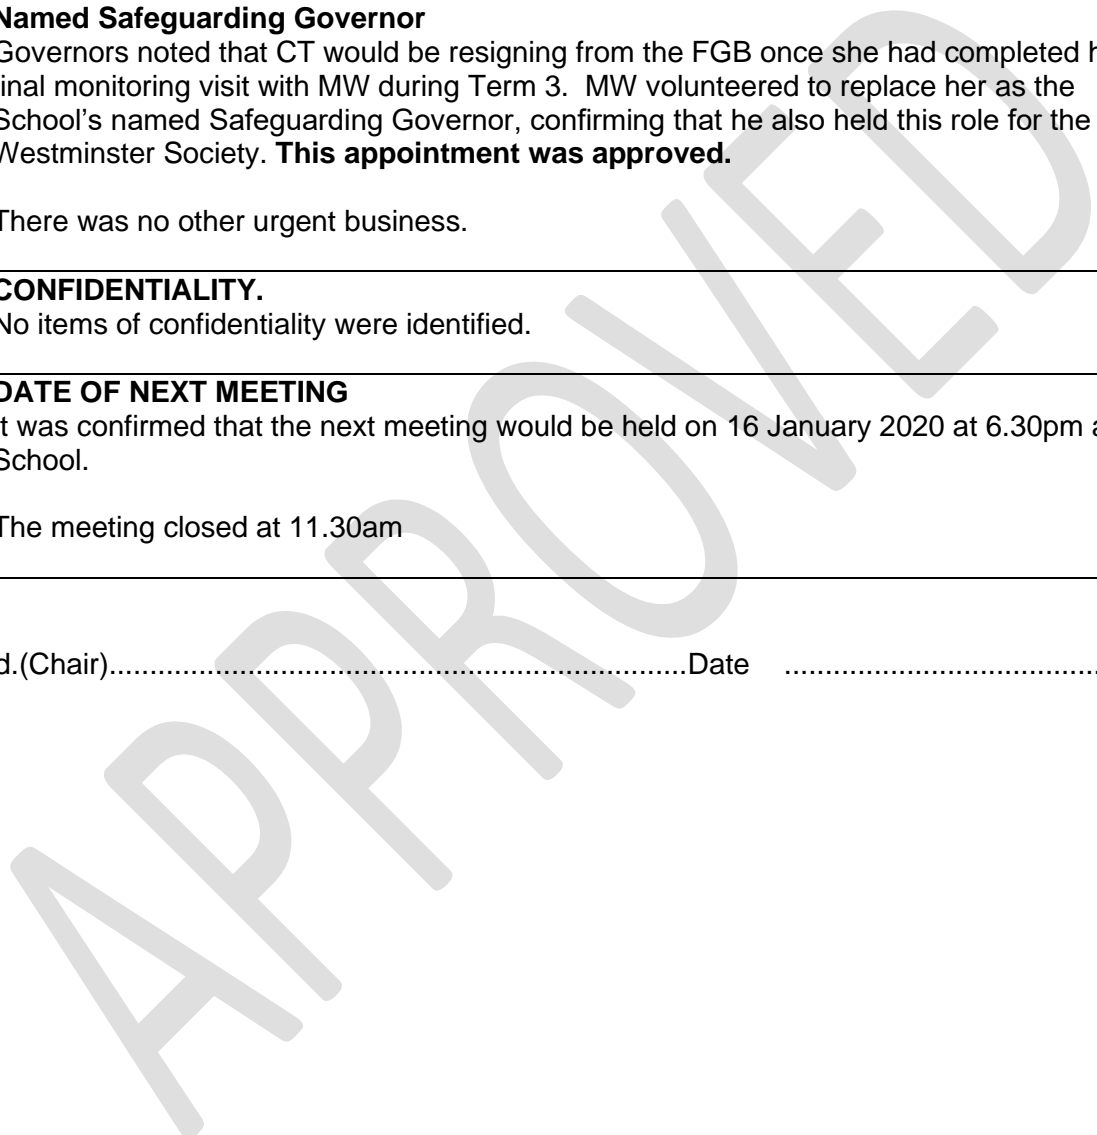 Named Safeguarding Governor
Governors noted that CT would be resigning from the FGB once she had completed h
inal monitoring visit with MW during Term 3.  MW volunteered to replace her as the
School’s named Safeguarding Governor, confirming that he also held this role for the
Westminster Society. This appointment was approved.
There was no other urgent business.
CONFIDENTIALITY.
No items of confidentiality were identified.
DATE OF NEXT MEETING
It was confirmed that the next meeting would be held on 16 January 2020 at 6.30pm a
School.
The meeting closed at 11.30am
d.(Chair).......................................................................Date .......................................
APPROVED